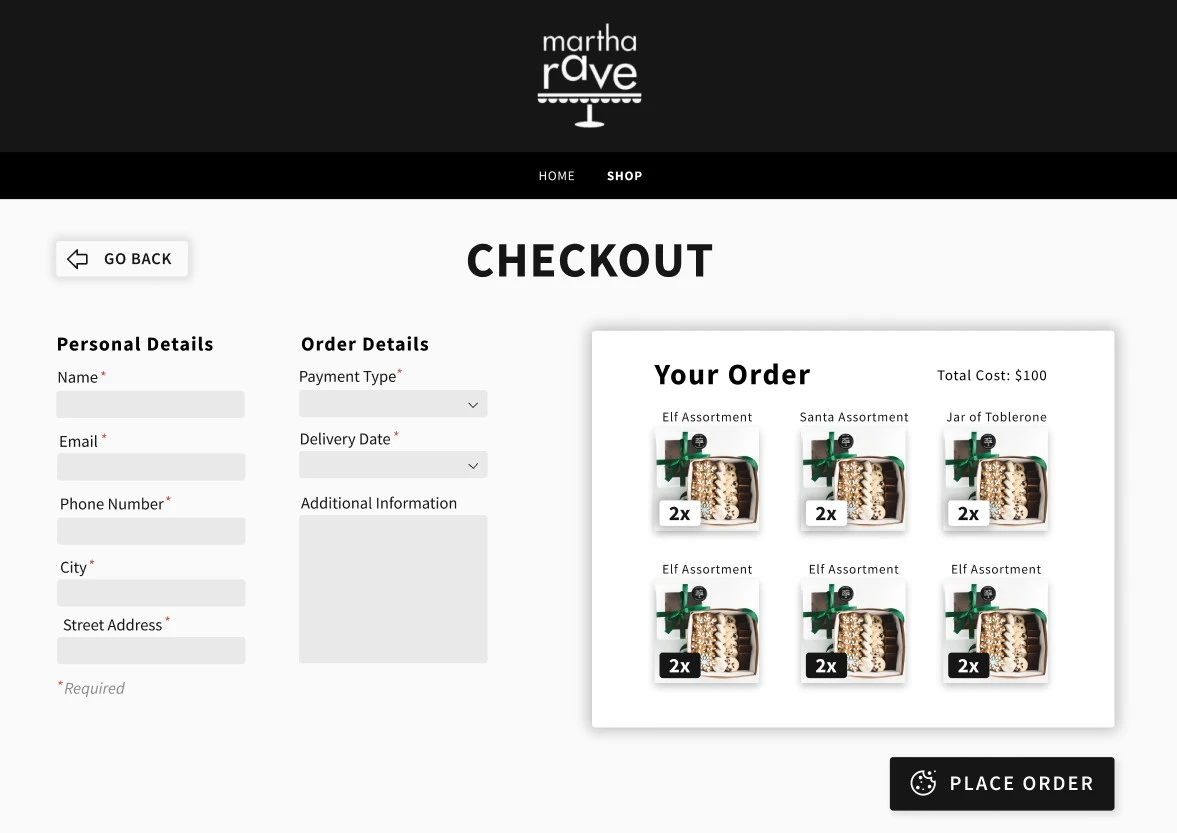 martha
rave
HOME SHOP
GO BACK
CHECKOUT
Personal Details
Name*
Email *
Phone Number*
City*
Street Address*
*Required
Order Details
Payment Type*
Delivery Date *
Additional Information
Your Order
Total Cost: $100
Elf Assortment Santa Assortment Jar of Toblerone
2x 2x 2x
Elf Assortment Elf Assortment Elf Assortment
2x 2x 2x
PLACE ORDER